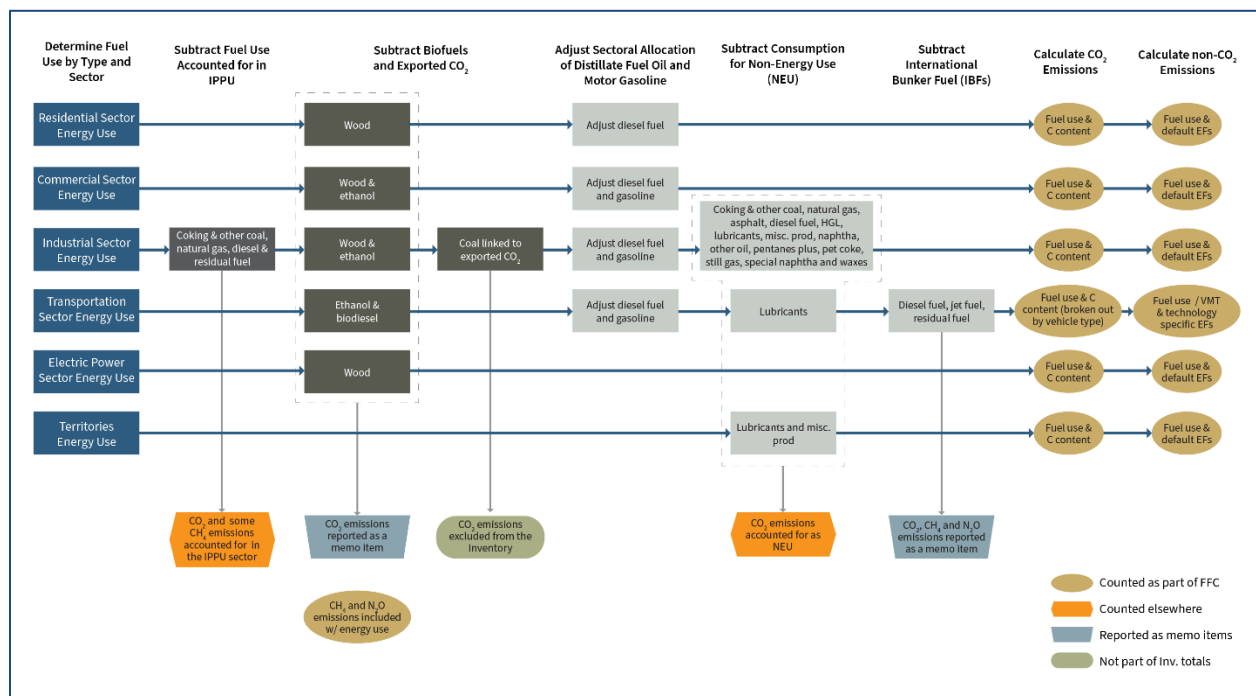 Determine Fuel
Use by Type and
Sector
Subtract Fuel Use
Accounted for in
IPPU
Subtract Biofuels
and Exported CO₂
Adjust Sectoral Allocation
of Distillate Fuel Oil and
Motor Gasoline
Subtract Consumption
for Non-Energy Use
(NEU)
Subtract
International
Bunker Fuel (IBFs)
Calculate CO₂
Emissions
Calculate non-CO₂
Emissions
Residential Sector
Energy Use
Wood
Adjust diesel fuel
Fuel use &
C content
Fuel use &
default EFs
Commercial Sector
Energy Use
Wood &
ethanol
Adjust diesel fuel
and gasoline
Fuel use &
C content
Fuel use &
default EFs
Industrial Sector
Energy Use
Coking & other coal,
natural gas, diesel &
residual fuel
Wood &
ethanol
Coal linked to
exported CO₂
Adjust diesel fuel
and gasoline
Coking & other coal, natural gas,
asphalt, diesel fuel, HGL,
lubricants, misc. prod, naphtha,
other oil, pentanes plus, pet coke,
still gas, special naphtha and waxes
Fuel use &
C content
Fuel use &
default EFs
Transportation
Sector Energy Use
Ethanol &
biodiesel
Adjust diesel fuel
and gasoline
Lubricants
Diesel fuel, jet fuel,
residual fuel
Fuel use & C
content (broken out
by vehicle type)
Fuel use / VMT
& technology
specific EFs
Electric Power
Sector Energy Use
Wood
Fuel use &
C content
Fuel use &
default EFs
Territories
Energy Use
Lubricants and misc.
prod
Fuel use &
C content
Fuel use &
default EFs
CO₂ and some
CH₄ emissions
accounted for in
the IPPU sector
CO₂ emissions
reported as a
memo item
CO₂ emissions
excluded from the
Inventory
CO₂ emissions
accounted for as
NEU
CO₂, CH₄ and N₂O
emissions reported
as a memo item
CH₄ and N₂O
emissions included
w/ energy use
Counted as part of FFC
Counted elsewhere
Reported as memo items
Not part of Inv. totals